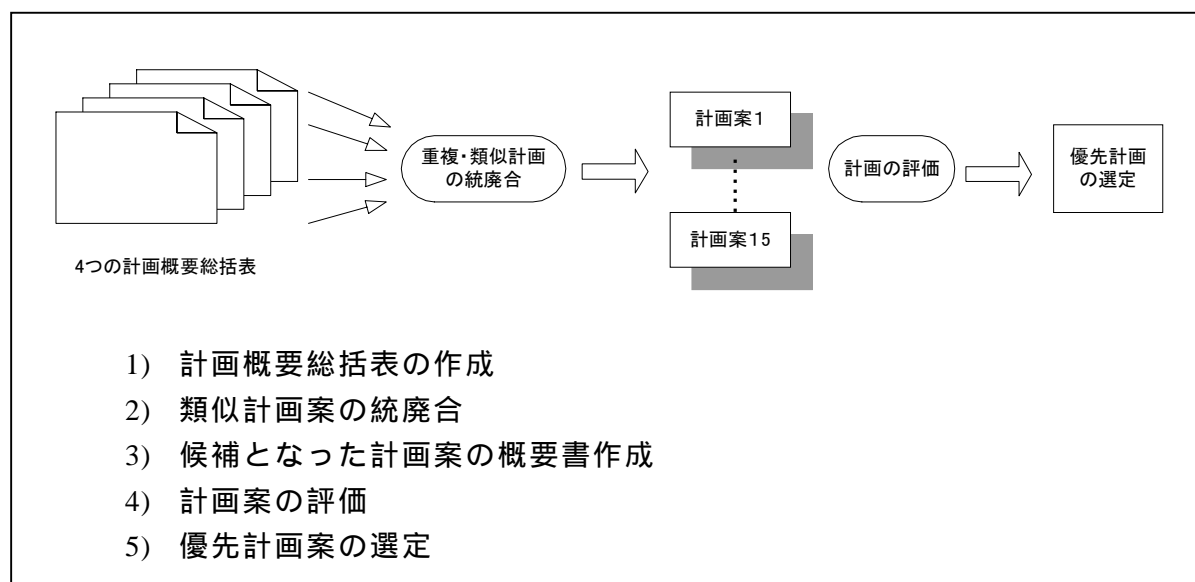 4つの計画概要総括表
重複・類似計画
の統廃合
計画案1
計画案15
計画の評価
優先計画
の選定
1) 計画概要総括表の作成
2) 類似計画案の統廃合
3) 候補となった計画案の概要書作成
4) 計画案の評価
5) 優先計画案の選定